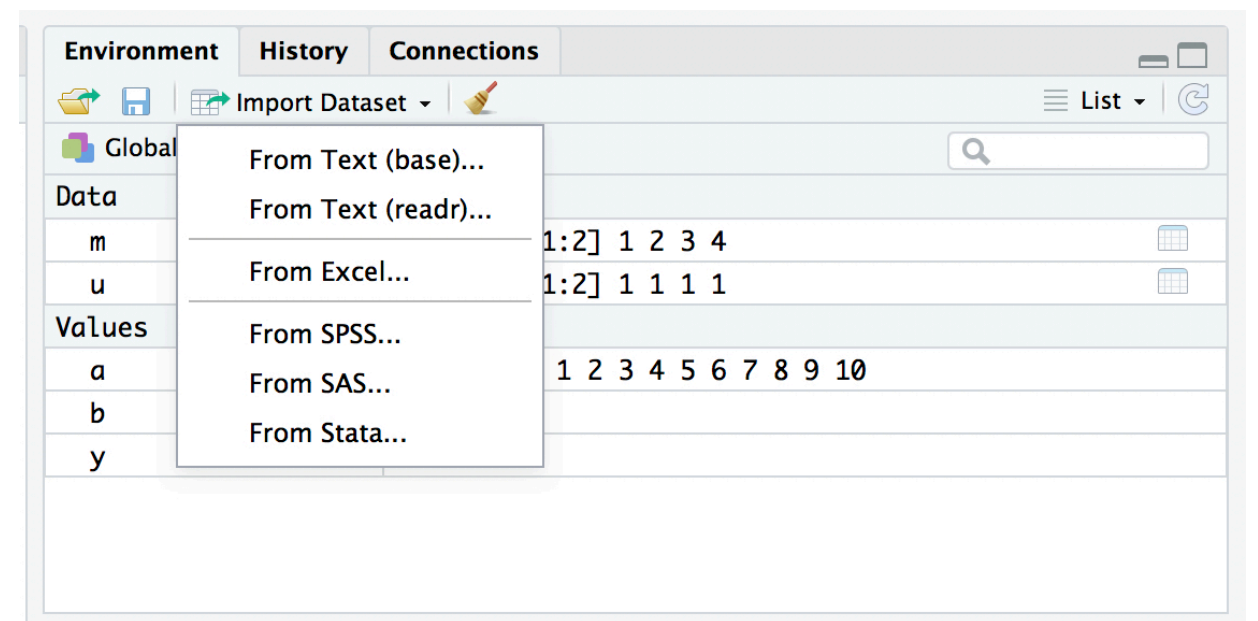 Environment History Connections
Import Dataset List
Global
From Text (base)...
Data
From Text (readr)...
m 1:2] 1 2 3 4
From Excel...
u 1:2] 1 1 1 1
Values
From SPSS...
a 1 2 3 4 5 6 7 8 9 10
From SAS...
b
From Stata...
y